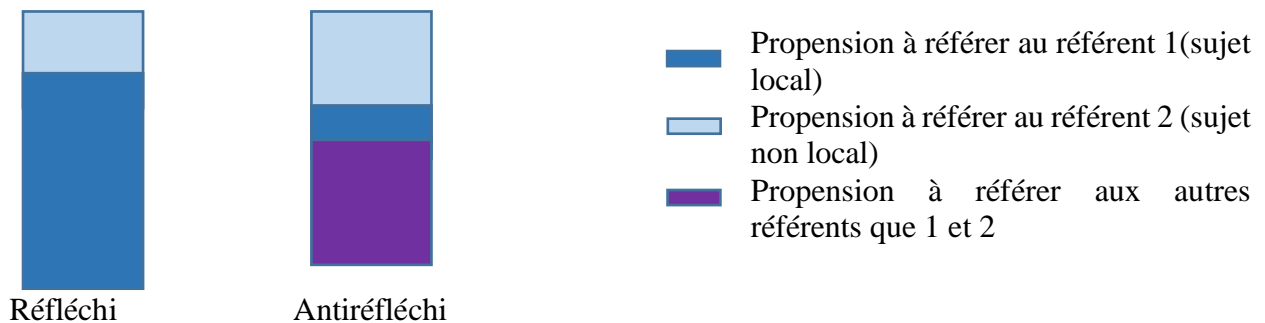 Propension à référer au référent 1(sujet
local)
Propension à référer au référent 2 (sujet
non local)
Propension à référer aux autres
référents que 1 et 2
Réfléchi Antiréfléchi